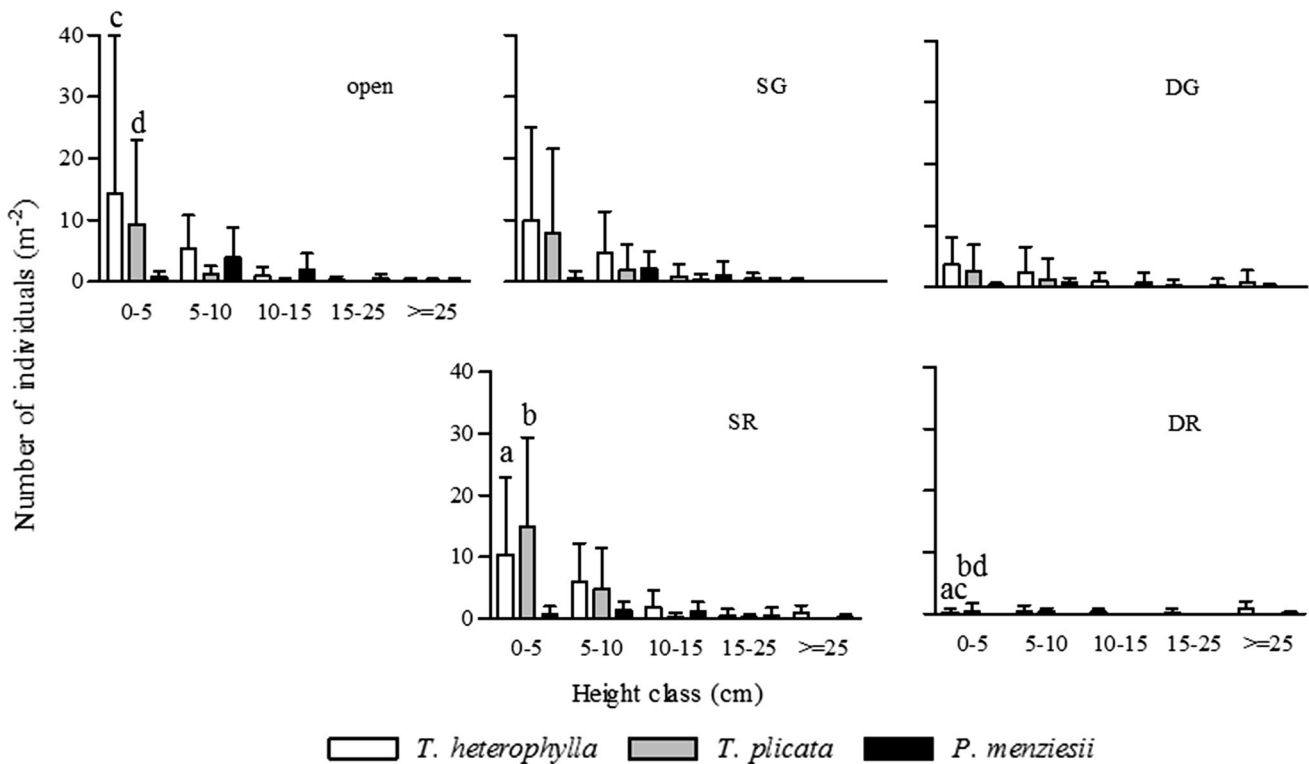 Number of individuals (m⁻²)
c
d
open
40
30
20
10
0
0-5 5-10 10-15 15-25 >=25
SG
DG
a
b
SR
40
30
20
10
0
0-5 5-10 10-15 15-25 >=25
ac
bd
DR
0-5 5-10 10-15 15-25 >=25
Height class (cm)
T. heterophylla T. plicata P. menziesii